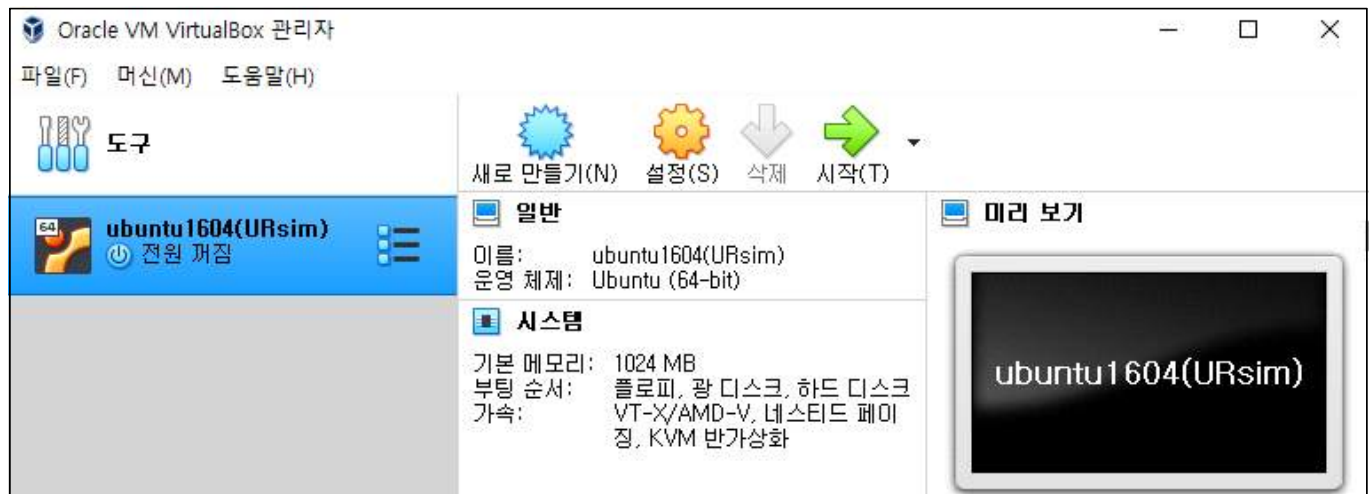 Oracle VM VirtualBox 관리자
파일(F) 머신(M) 도움말(H)
도구
새로 만들기(N) 설정(S) 삭제 시작(T)
64
ubuntu1604(URsim)
전원 꺼짐
일반
이름: ubuntu1604(URsim)
운영 체제: Ubuntu (64-bit)
시스템
기본 메모리: 1024 MB
부팅 순서: 플로피, 광 디스크, 하드 디스크
가속: VT-X/AMD-V, 네스티드 페이
징, KVM 반가상화
미리 보기
ubuntu1604(URsim)